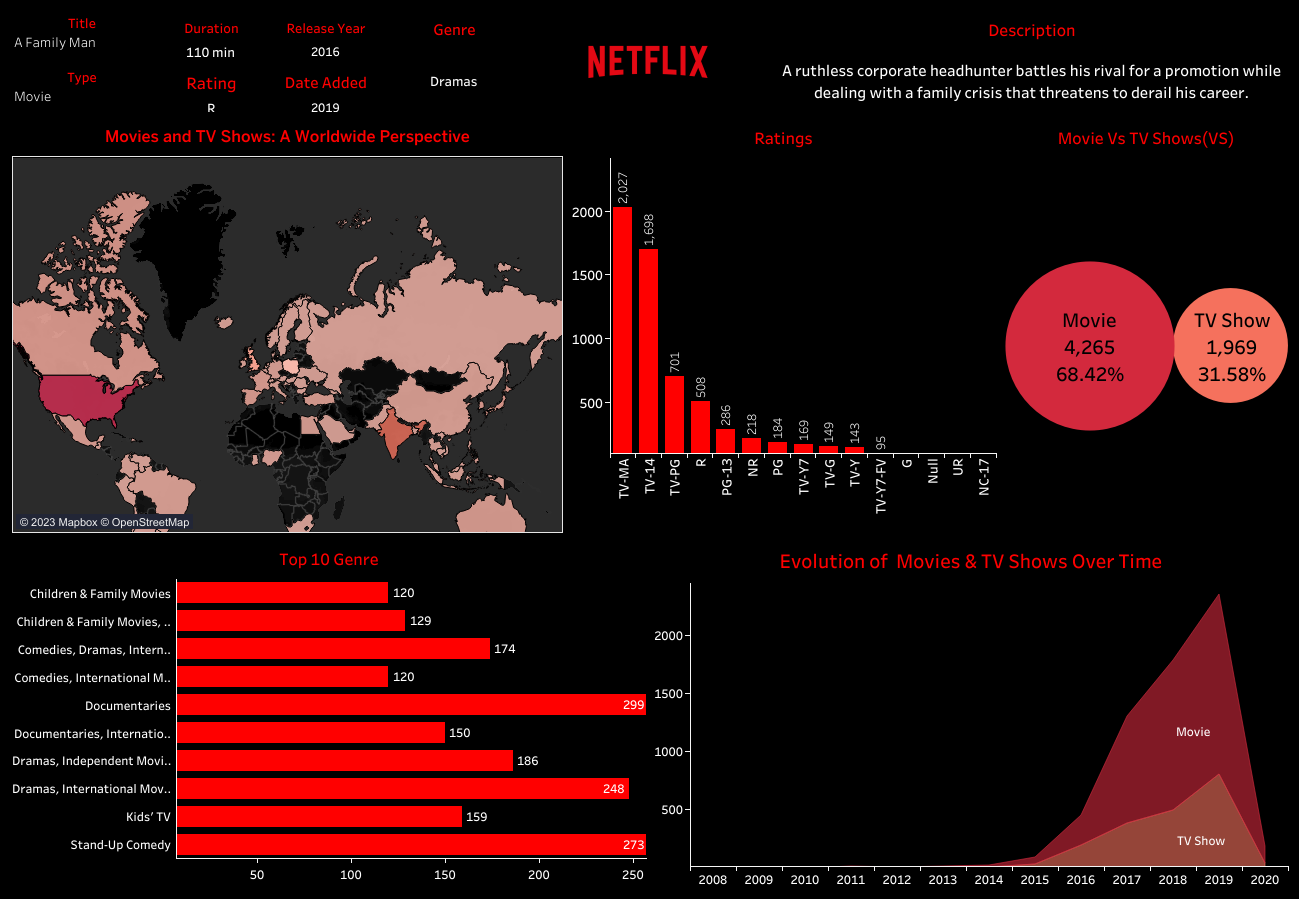 Title
A Family Man
Type
Movie
Duration
110 min
Rating
R
Release Year
2016
Date Added
2019
Genre
Dramas
NETFLIX
Description
A ruthless corporate headhunter battles his rival for a promotion while
dealing with a family crisis that threatens to derail his career.
Movies and TV Shows: A Worldwide Perspective
© 2023 Mapbox © OpenStreetMap
Ratings
2000
1500
1000
500
2,027
1,698
701
508
286
218
184
169
149
143
95
TV-MA
TV-14
TV-PG
R
PG-13
NR
PG
TV-Y7
TV-G
TV-Y
TV-Y7-FV
G
Null
UR
NC-17
Movie Vs TV Shows(VS)
Movie
4,265
68.42%
TV Show
1,969
31.58%
Top 10 Genre
Children & Family Movies 120
Children & Family Movies, .. 129
Comedies, Dramas, Intern.. 174
Comedies, International M.. 120
Documentaries 299
Documentaries, Internatio.. 150
Dramas, Independent Movi.. 186
Dramas, International Mov.. 248
Kids' TV 159
Stand-Up Comedy 273
50 100 150 200 250
Evolution of  Movies & TV Shows Over Time
2000
1500
1000
500
Movie
TV Show
2008 2009 2010 2011 2012 2013 2014 2015 2016 2017 2018 2019 2020